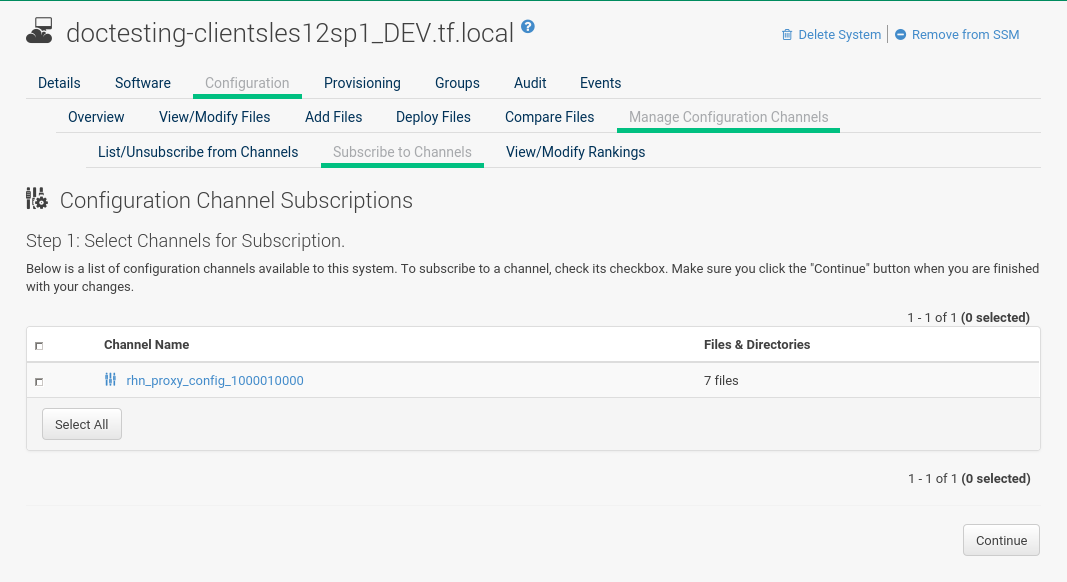 doctesting-clientsles12sp1_DEV.tf.local ?
Delete System Remove from SSM
Details Software Configuration Provisioning Groups Audit Events
Overview View/Modify Files Add Files Deploy Files Compare Files Manage Configuration Channels
List/Unsubscribe from Channels Subscribe to Channels View/Modify Rankings
Configuration Channel Subscriptions
Step 1: Select Channels for Subscription.
Below is a list of configuration channels available to this system. To subscribe to a channel, check its checkbox. Make sure you click the "Continue" button when you are finished
with your changes.
1 - 1 of 1 (0 selected)
Channel Name Files & Directories
rhn_proxy_config_1000010000 7 files
Select All
1 - 1 of 1 (0 selected)
Continue